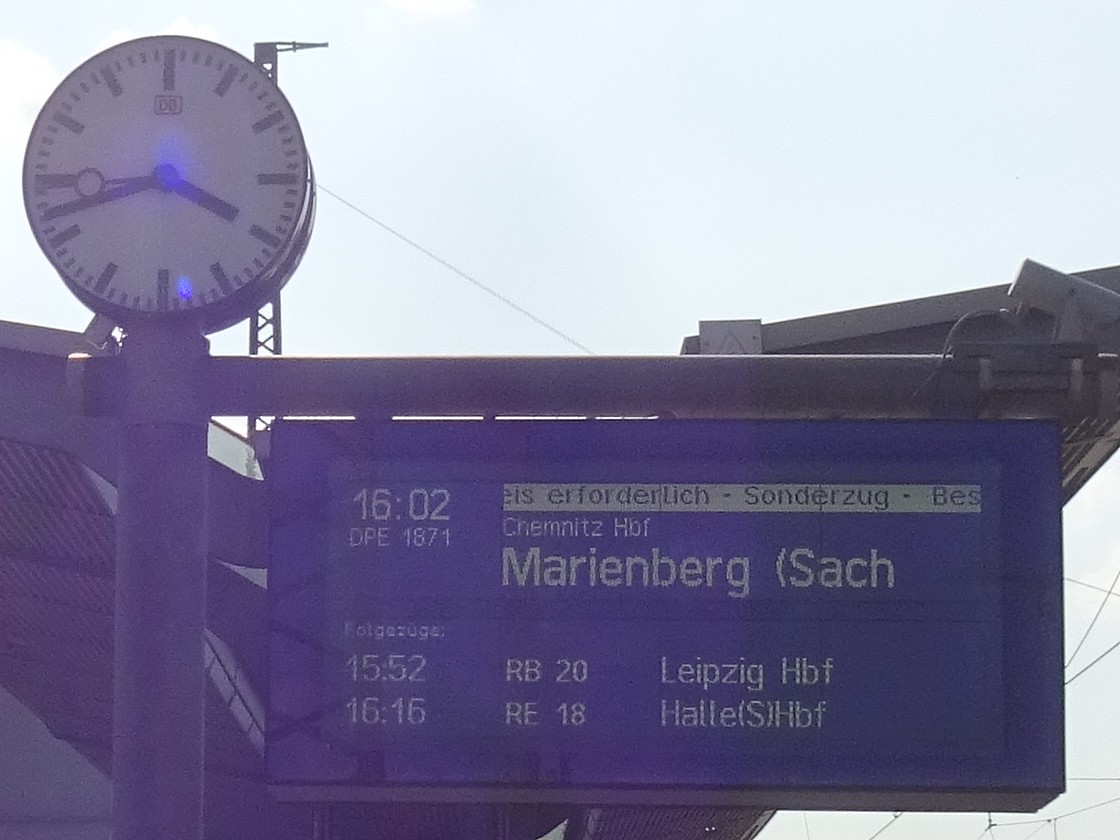 DB
16:02
eis erforderlich - Sonderzug - Bes
DPE 1871
Chemnitz Hbf
Marienberg (Sach
Folgezüge:
15:52 RB 20 Leipzig Hbf
16:16 RE 18 Halle(S)Hbf